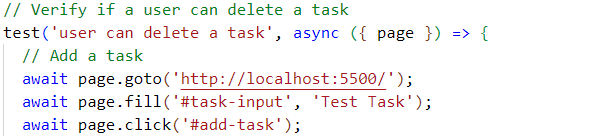 // Verify if a user can delete a task
test('user can delete a task', async ({ page }) => {
// Add a task
await page.goto('http://localhost:5500/');
await page.fill('#task-input', 'Test Task');
await page.click('#add-task');